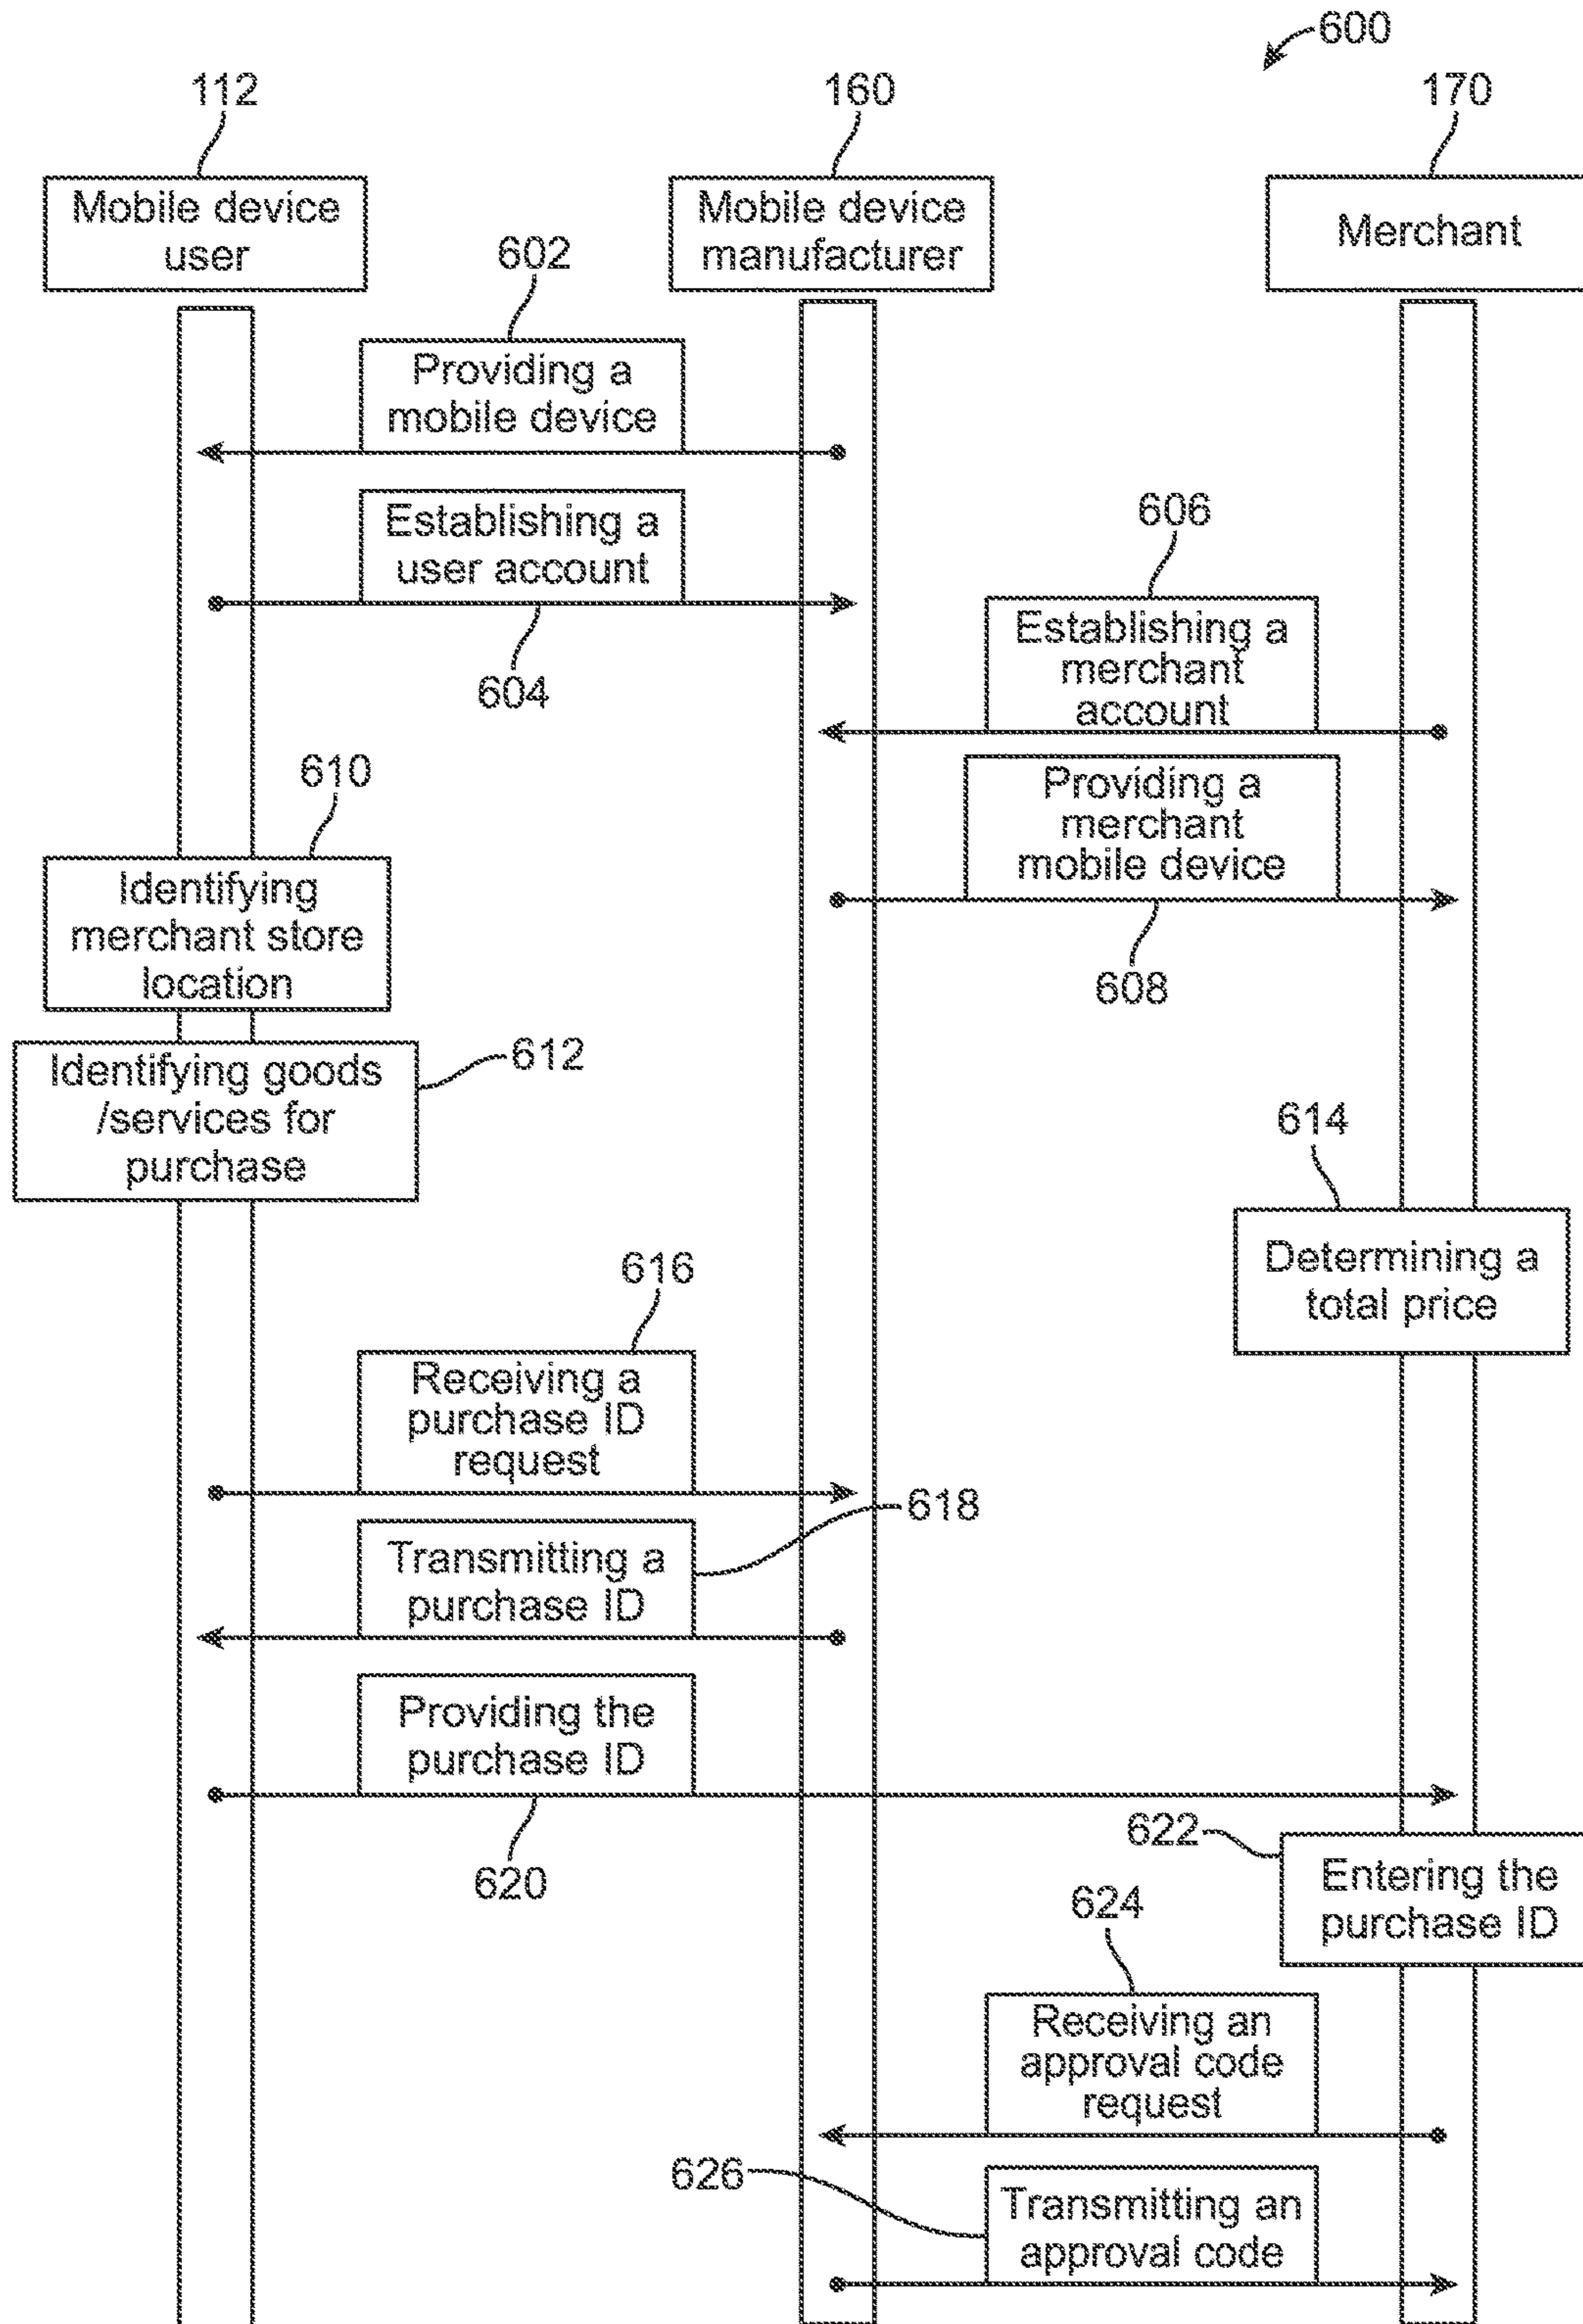 600
112
160
170
Mobile device
user
Mobile device
manufacturer
Merchant
602
Providing a
mobile device
Establishing a
user account
604
606
Establishing a
merchant
account
Providing a
merchant
mobile device
608
610
Identifying
merchant store
location
612
Identifying goods
/services for
purchase
614
Determining a
total price
616
Receiving a
purchase ID
request
618
Transmitting a
purchase ID
Providing the
purchase ID
620
622
Entering the
purchase ID
624
Receiving an
approval code
request
626
Transmitting an
approval code